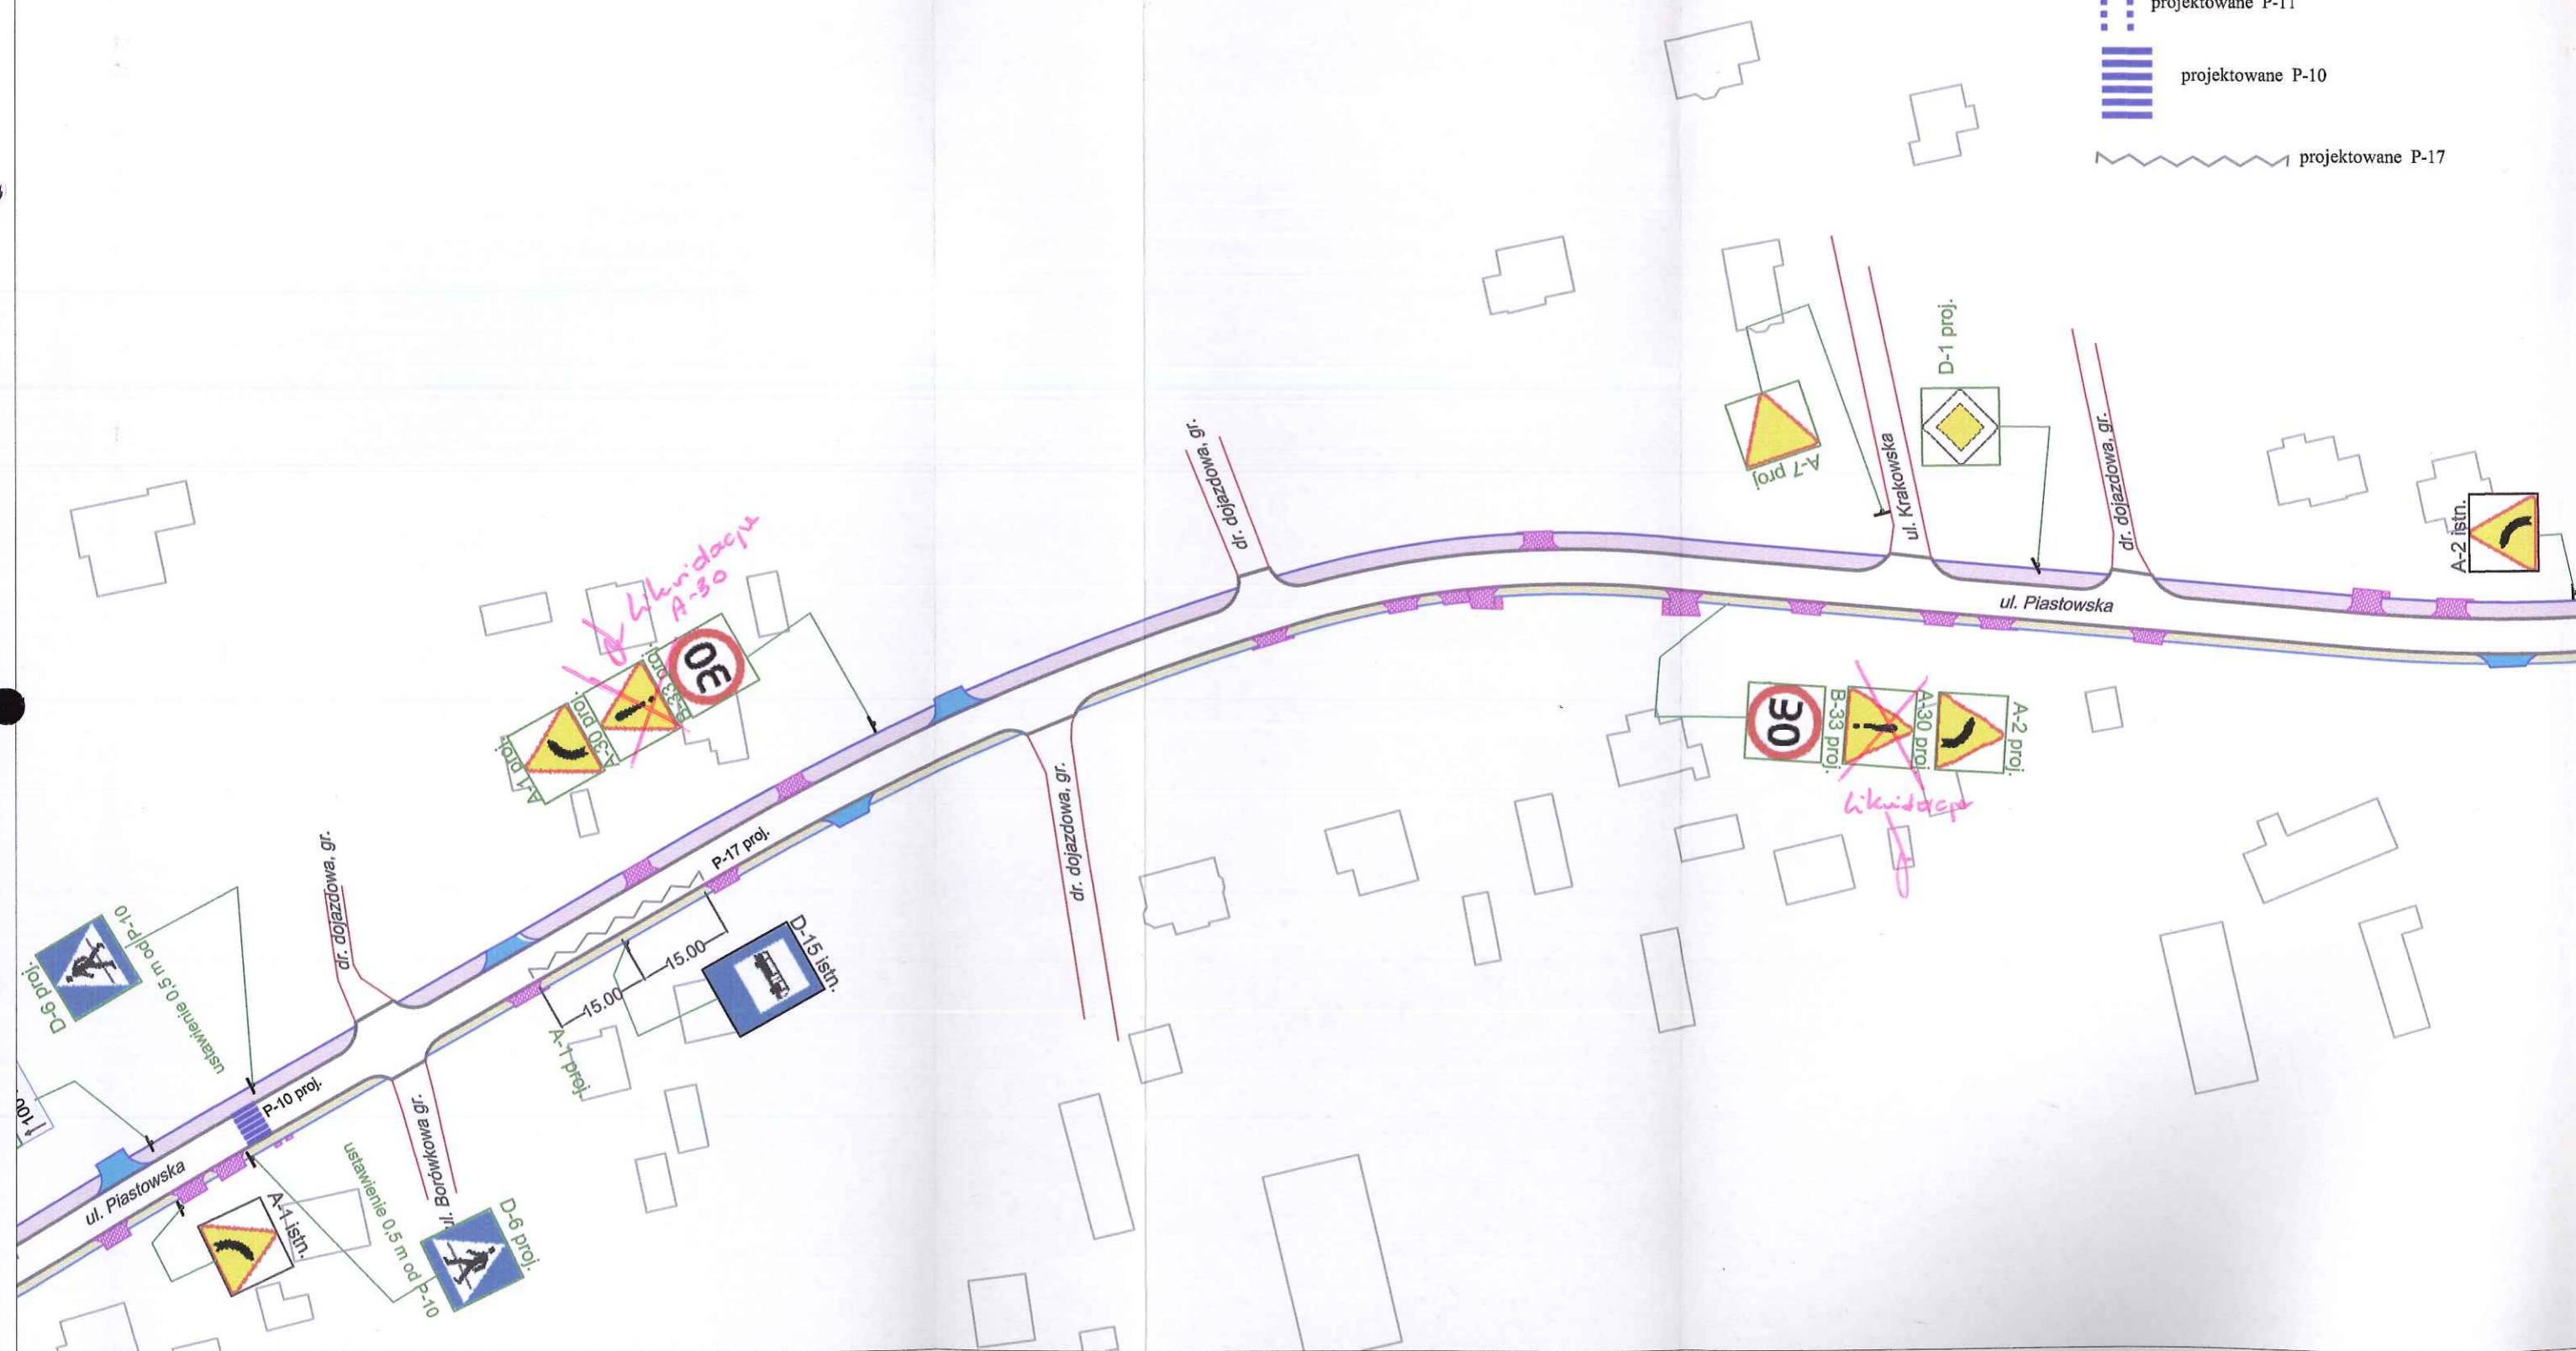 projektowane P-11
projektowane P-10
projektowane P-17
D-1 proj.
A-7 proj
ul. Krakowska
dr. dojazdowa, gr.
dr. dojazdowa, gr.
A-2 istn.
ul. Piastowska
likwidacja
A-30
30
B-33 proj.
A-30 proj.
A-1 proj.
30
B-33 proj.
A-30 proj.
A-2 proj.
likwidacja
dr. dojazdowa, gr.
dr. dojazdowa, gr.
P-17 proj.
15.00
15.00
D-15 istn.
A-1 proj.
D-6 proj.
ustawienie 0,5 m od P-10
P-10 proj.
100
ul. Piastowska
A-1 istn.
ustawienie 0,5 m od P-10
ul. Borówkowa gr.
D-6 proj.